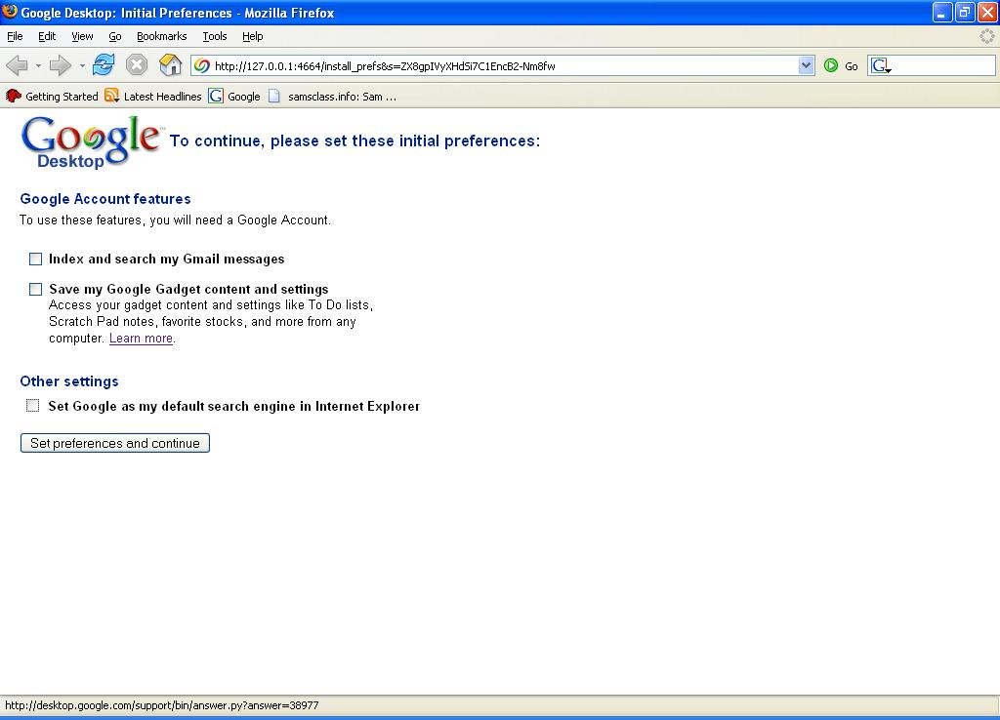 Google Desktop: Initial Preferences - Mozilla Firefox
File Edit View Go Bookmarks Tools Help
http://127.0.0.1:4664/install_prefs&s=ZX8gpIVyXHdSi7C1EncB2-Nm8fw Go G
Getting Started Latest Headlines G Google samsclass.info: Sam ...
Google™
Desktop
To continue, please set these initial preferences:
Google Account features
To use these features, you will need a Google Account.
Index and search my Gmail messages
Save my Google Gadget content and settings
Access your gadget content and settings like To Do lists,
Scratch Pad notes, favorite stocks, and more from any
computer. Learn more.
Other settings
Set Google as my default search engine in Internet Explorer
Set preferences and continue
http://desktop.google.com/support/bin/answer.py?answer=38977